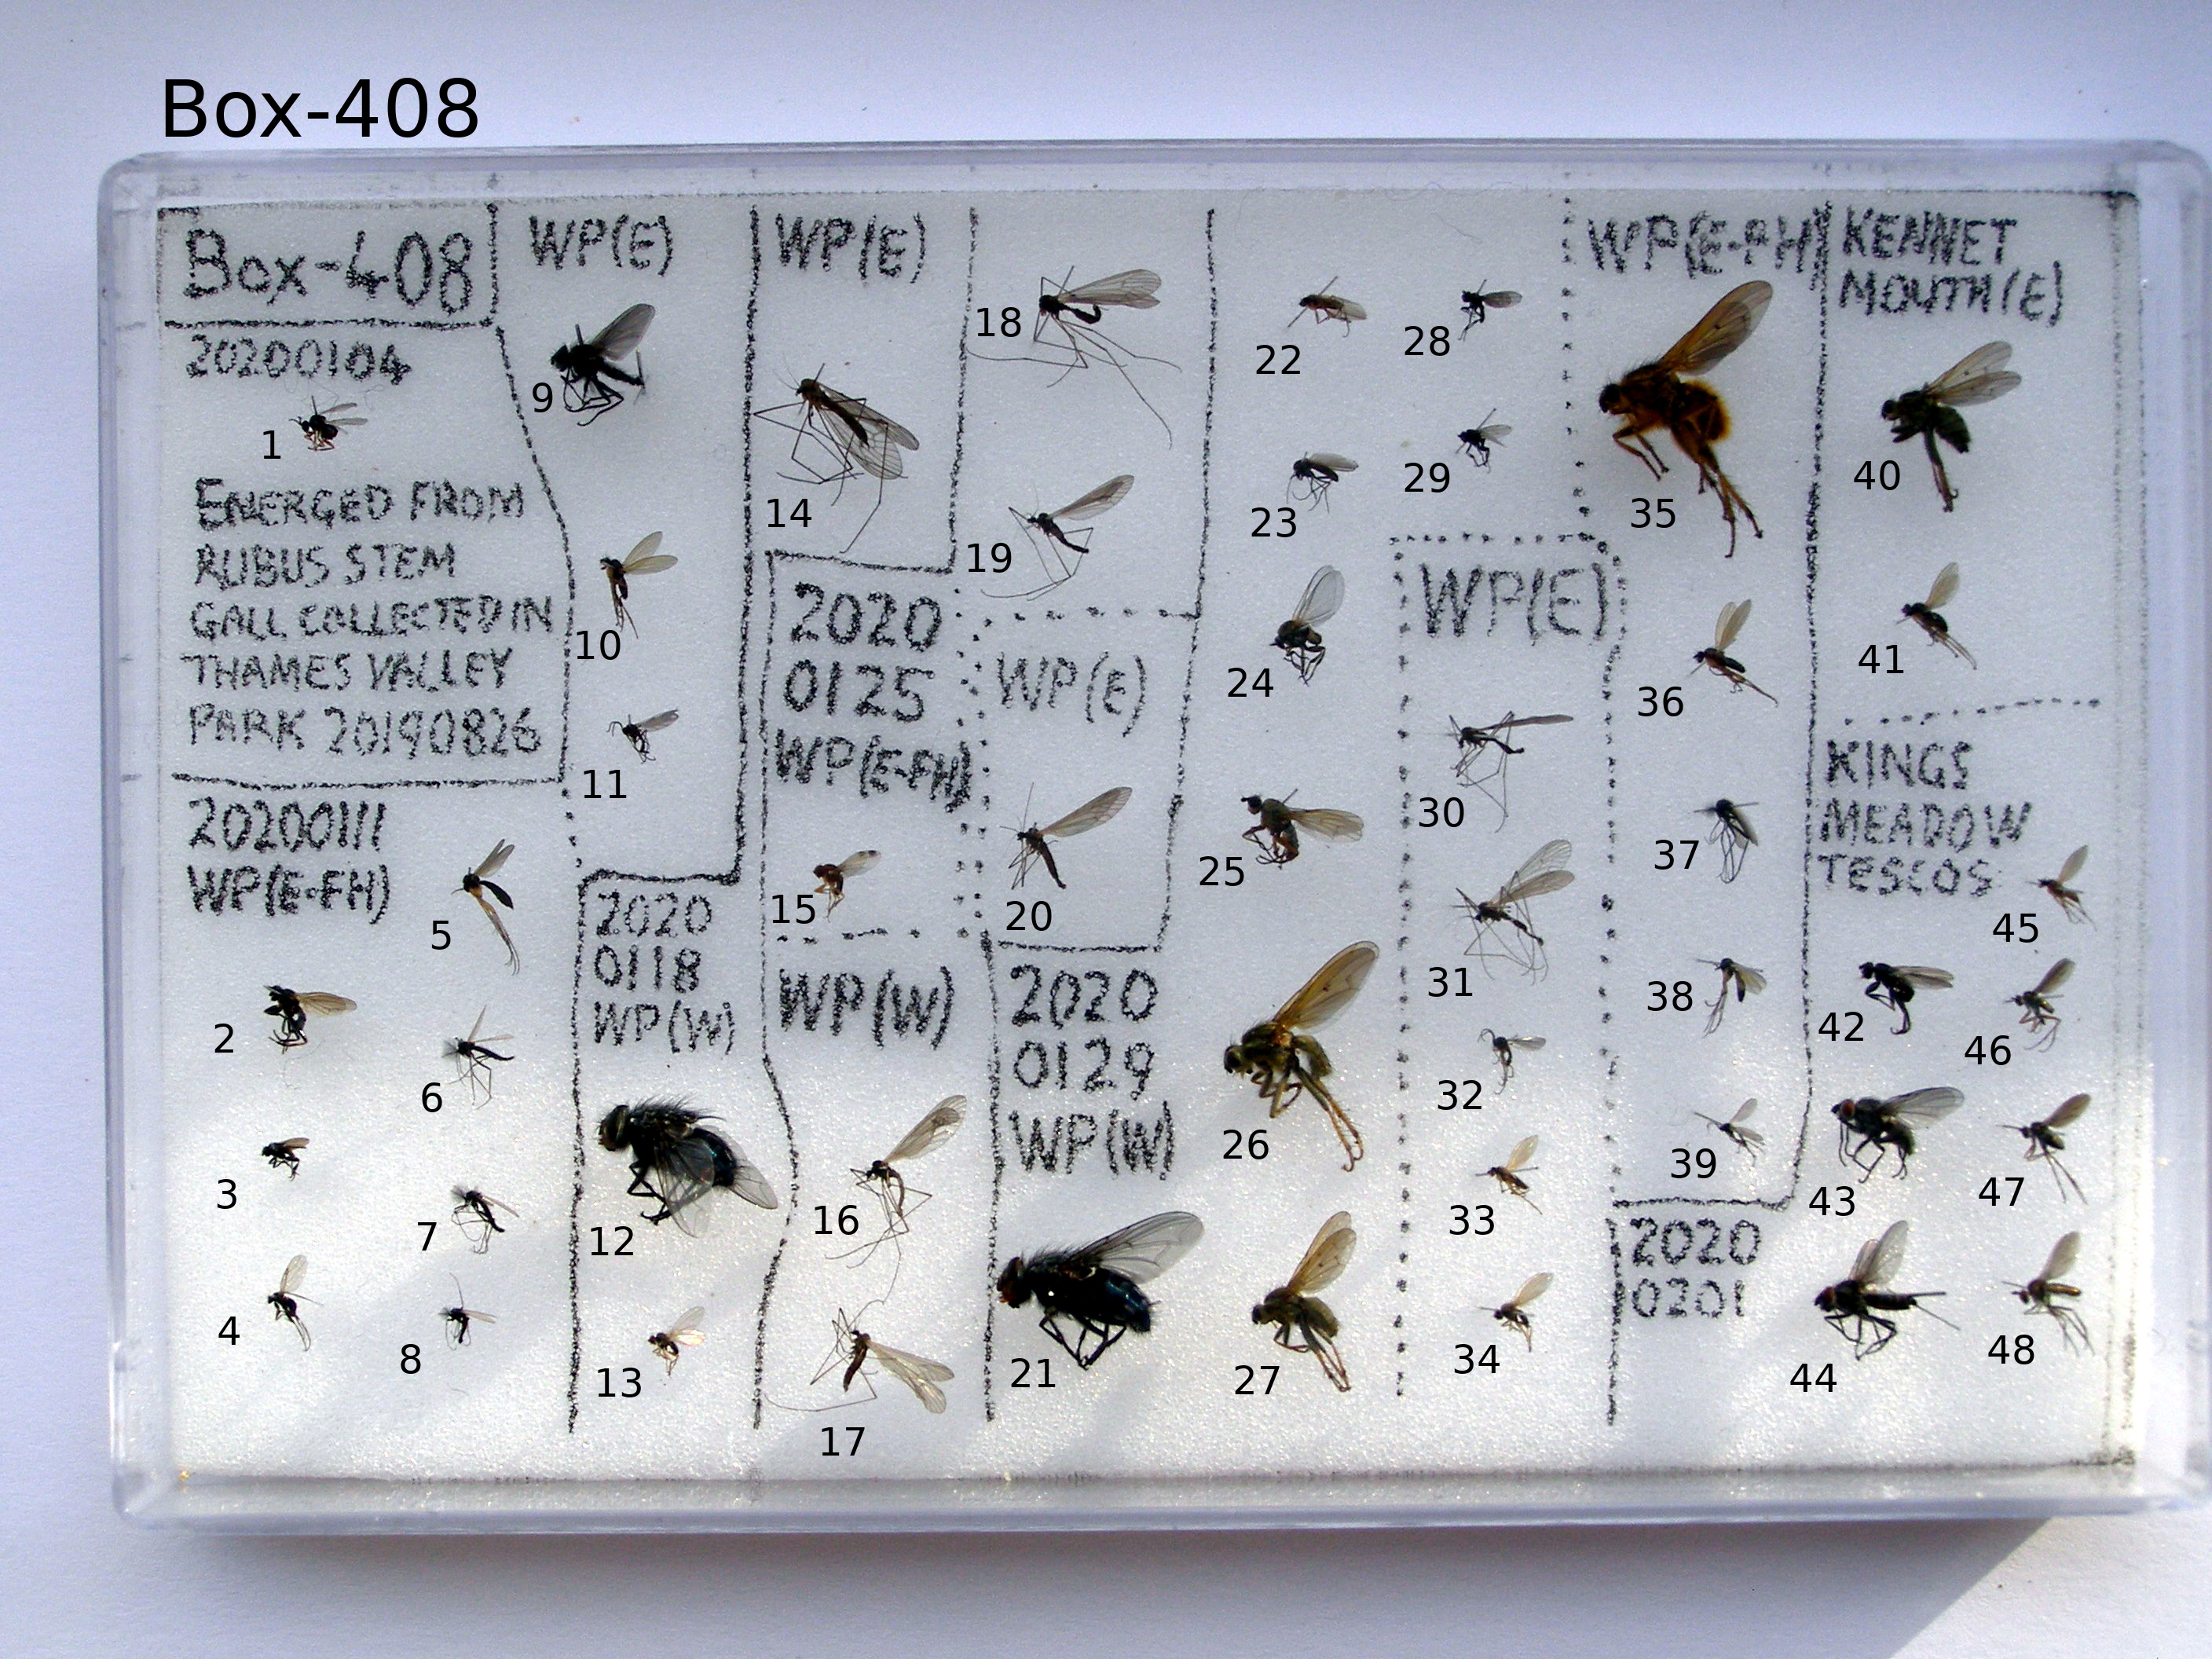 Box-408
Box-408
20200104
1
ENERGED FROM
RUBUS STEM
GALL COLLECTED IN
THAMES VALLEY
PARK 20190826
20200111
WP(E-FH)
2
3
4
5
6
7
8
WP(E)
9
10
11
2020
0118
WP(W)
12
13
WP(E)
14
2020
0125
WP(E-FH)
15
WP(W)
16
17
18
19
WP(E)
20
2020
0129
WP(W)
21
22
23
24
25
26
27
28
29
WP(E)
30
31
32
33
34
WP(E-FH)
35
36
37
38
39
2020
0201
KENNET
MOUTH(E)
40
41
KINGS
MEADOW
TESCOS
42
43
44
45
46
47
48